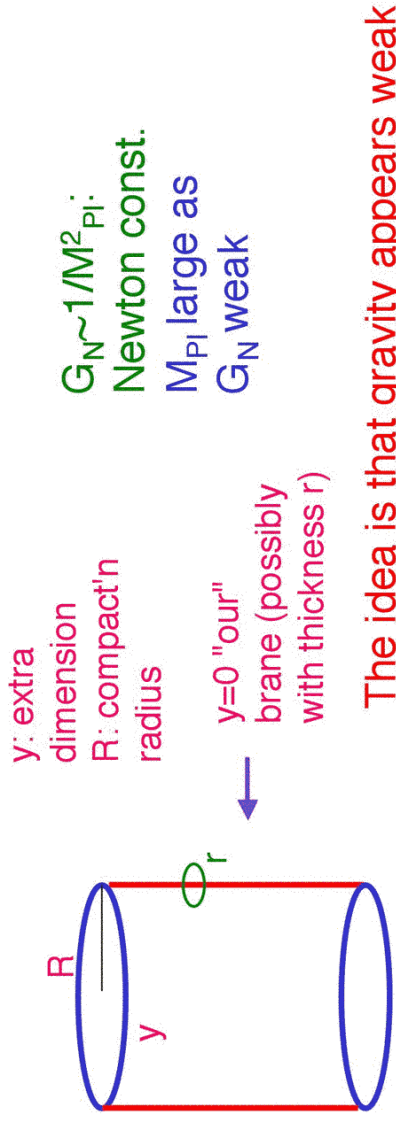 R
y
r
y: extra
dimension
R: compact'n
radius
y=0 "our"
brane (possibly
with thickness r)
G_N~1/M²_Pl:
Newton const.
M_Pl large as
G_N weak
The idea is that gravity appears weak